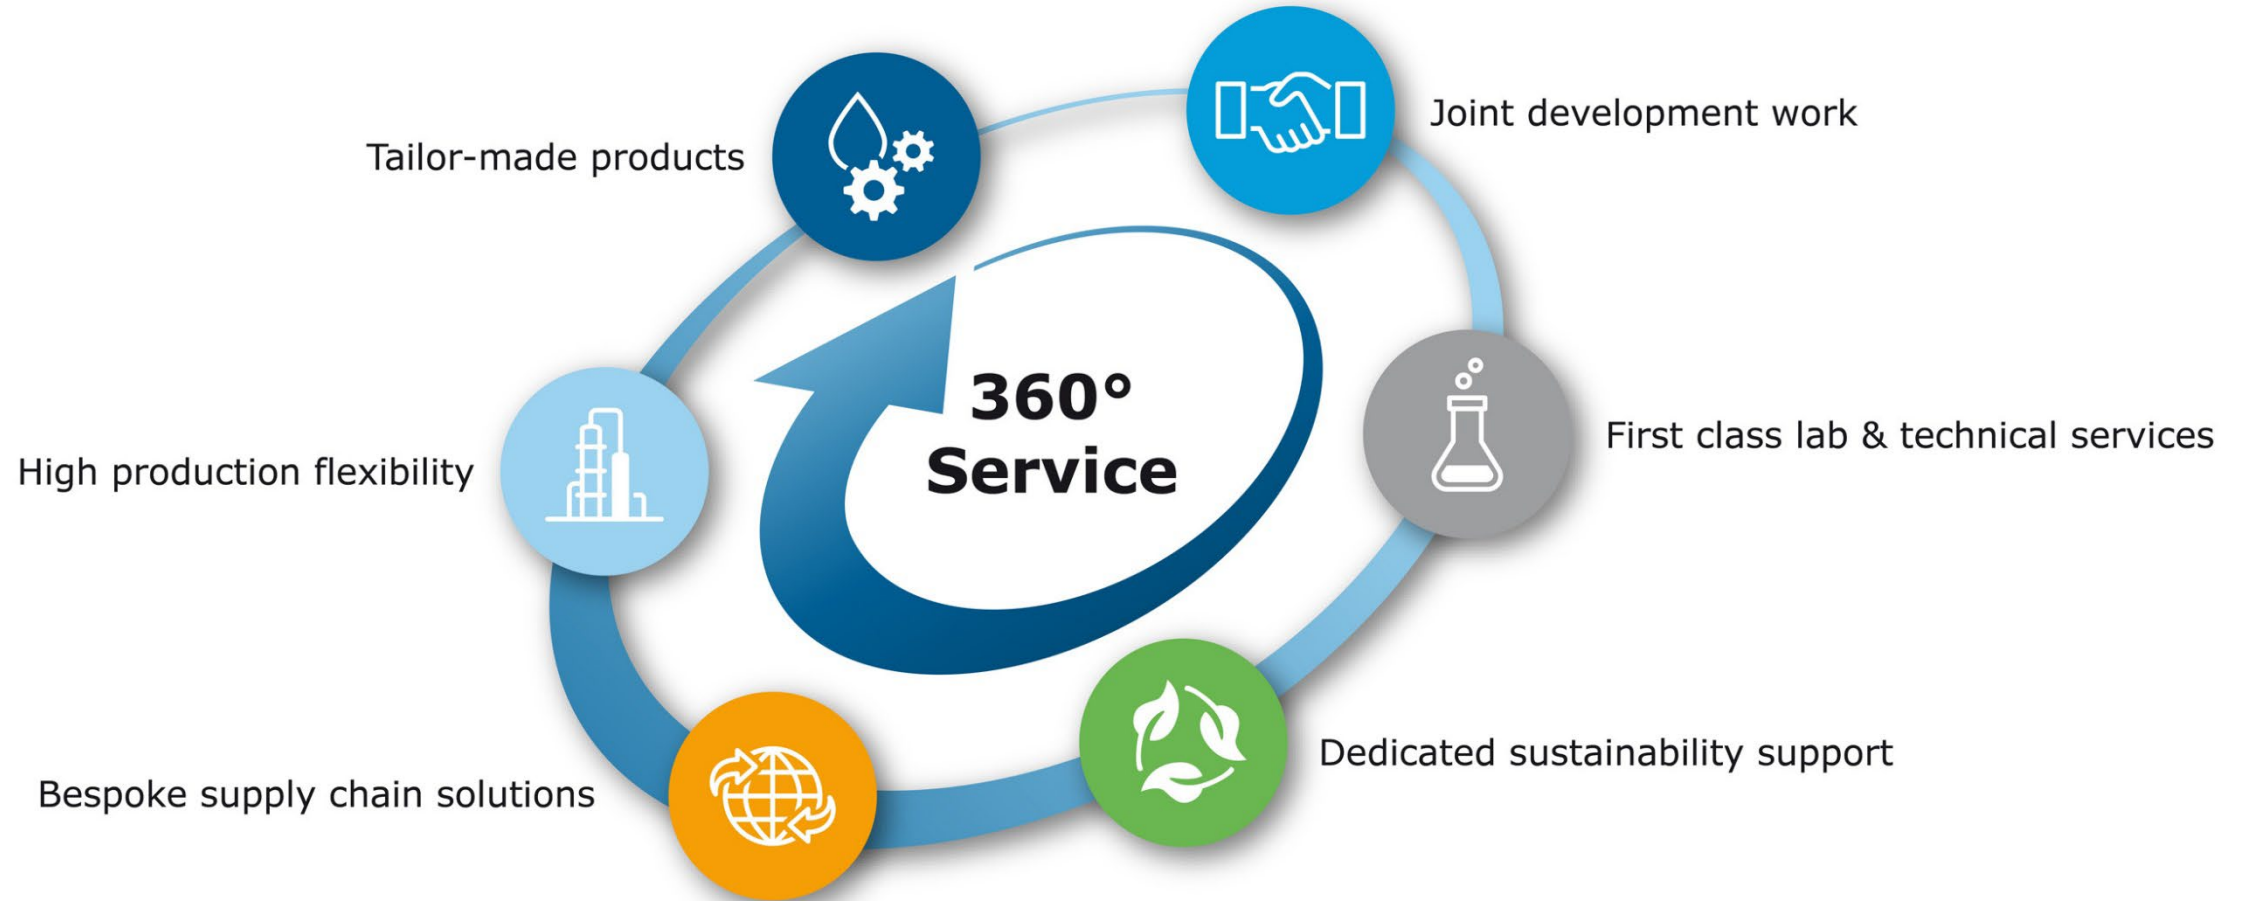 Joint development work
Tailor-made products
360°
Service
First class lab & technical services
High production flexibility
Dedicated sustainability support
Bespoke supply chain solutions